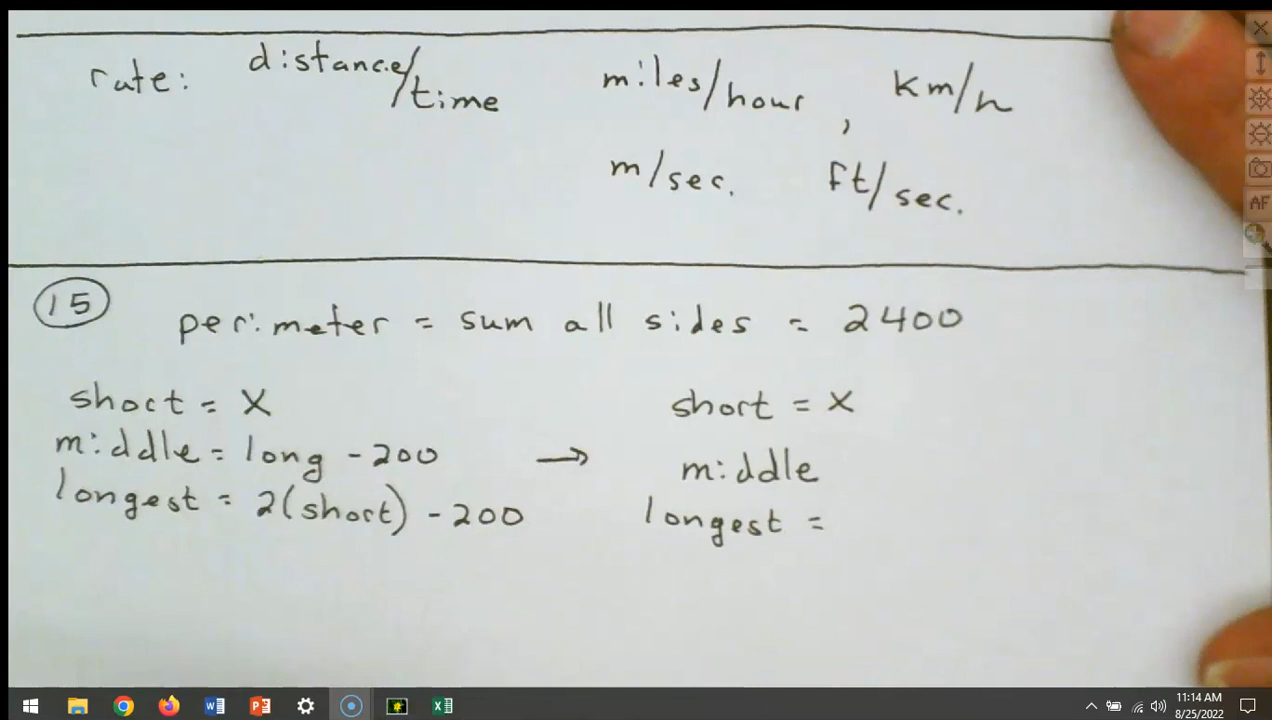 rate: distance/time miles/hour, km/h
m/sec. ft/sec.
15 perimeter = sum all sides = 2400
short = x short = x
middle = long - 200 → middle
longest = 2(short) - 200 longest =
AF
11:14 AM
8/25/2022